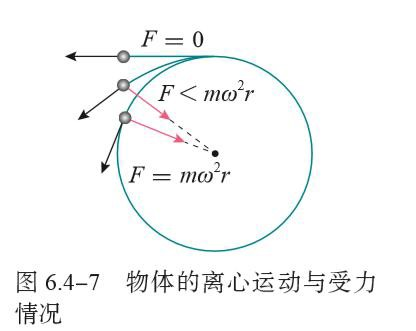 F = 0
F < mω²r
F = mω²r
图 6.4-7 物体的离心运动与受力
情况